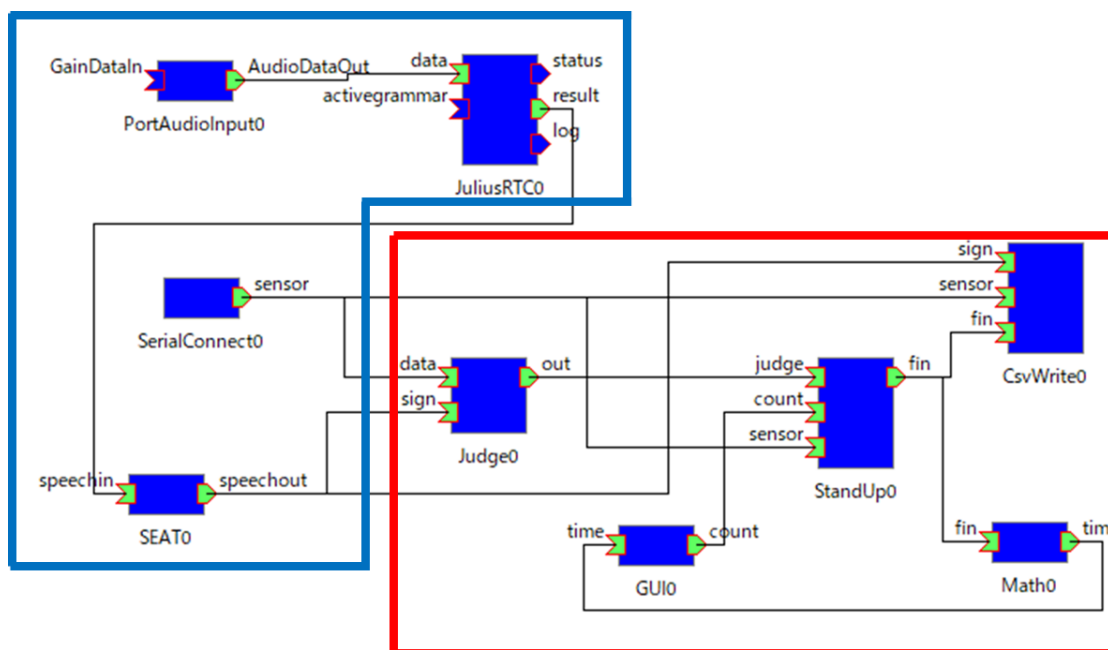 GainDataIn
AudioDataOut
PortAudioInput0
data
activegrammar
status
result
log
JuliusRTC0
sensor
SerialConnect0
speechin
speechout
SEAT0
data
sign
out
Judge0
judge
count
sensor
fin
StandUp0
sign
sensor
fin
CsvWrite0
time
count
GUI0
fin
tim
Math0